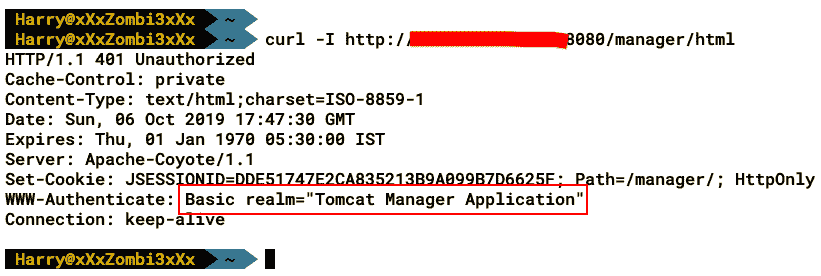 Harry@xXxZombi3xXx ~
Harry@xXxZombi3xXx ~ curl -I http://8080/manager/html
HTTP/1.1 401 Unauthorized
Cache-Control: private
Content-Type: text/html;charset=ISO-8859-1
Date: Sun, 06 Oct 2019 17:47:30 GMT
Expires: Thu, 01 Jan 1970 05:30:00 IST
Server: Apache-Coyote/1.1
Set-Cookie: JSESSIONID=DDE51747E2CA835213B9A099B7D6625F; Path=/manager/; HttpOnly
WWW-Authenticate: Basic realm="Tomcat Manager Application"
Connection: keep-alive
Harry@xXxZombi3xXx ~